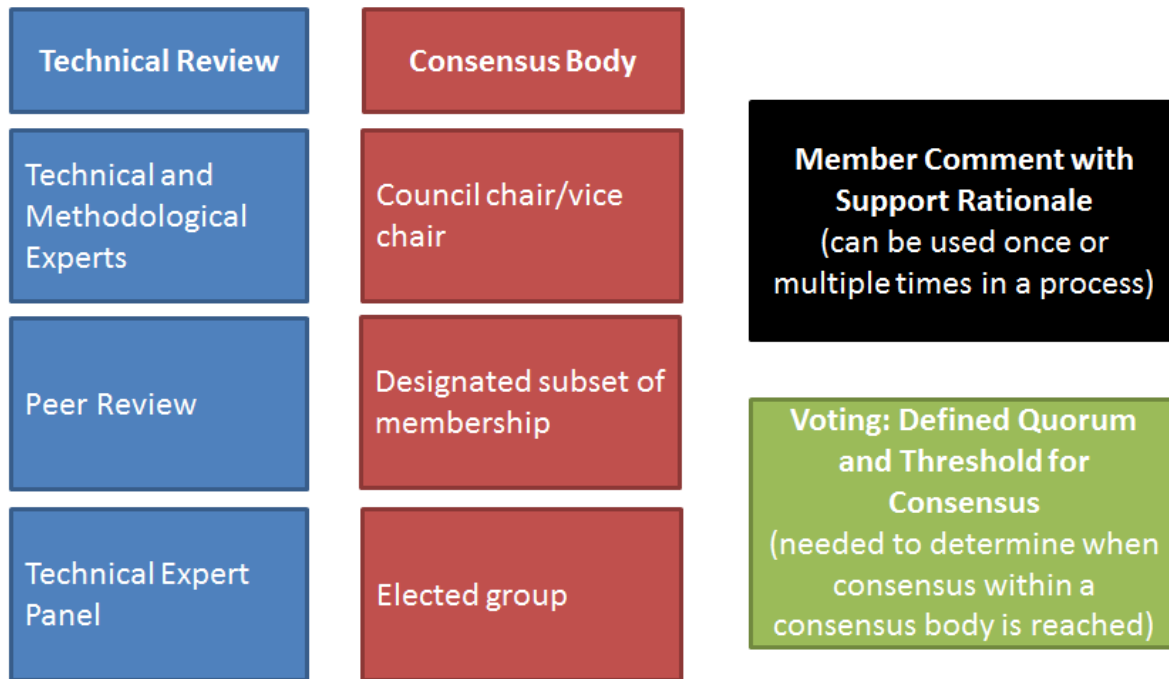 Technical Review
Technical and
Methodological
Experts
Peer Review
Technical Expert
Panel
Consensus Body
Council chair/vice
chair
Designated subset of
membership
Elected group
Member Comment with
Support Rationale
(can be used once or
multiple times in a process)
Voting: Defined Quorum
and Threshold for
Consensus
(needed to determine when
consensus within a
consensus body is reached)